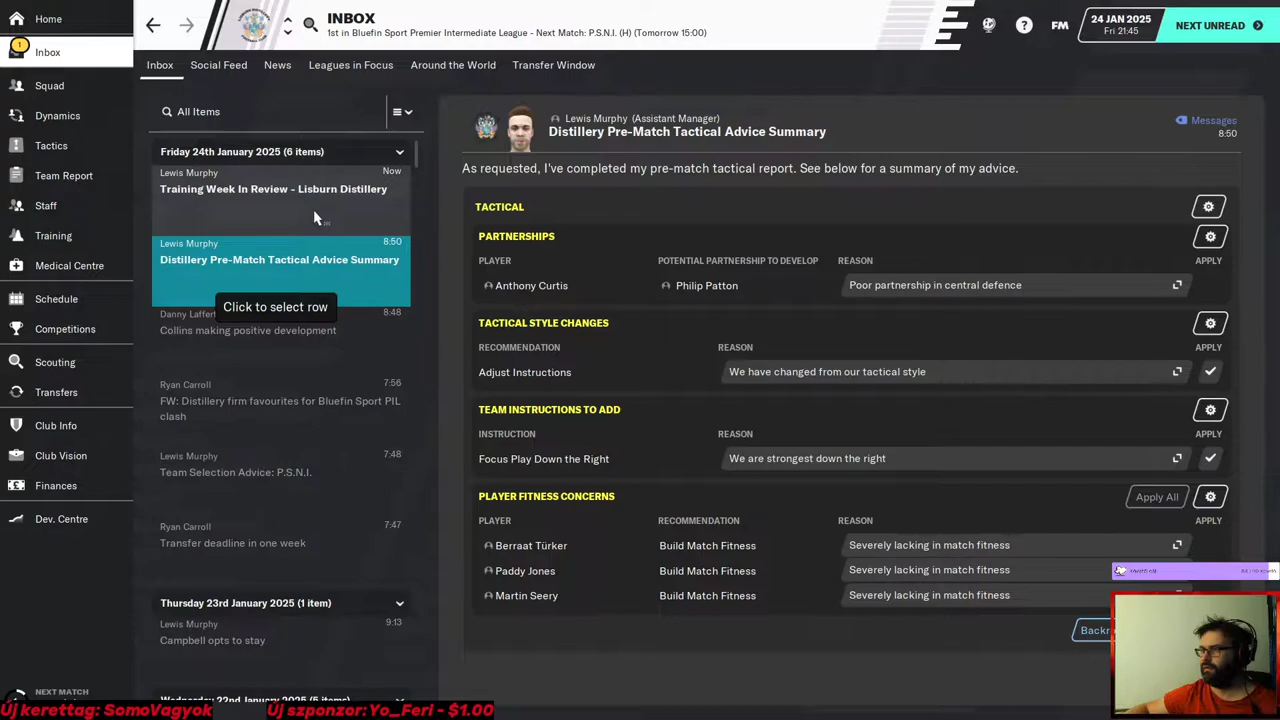 Home
INBOX
1st in Bluefin Sport Premier Intermediate League - Next Match: P.S.N.I. (H) (Tomorrow 15:00)
FM
24 JAN 2025
Fri 21:45
NEXT UNREAD
1
Inbox
Squad
Dynamics
Tactics
Team Report
Staff
Training
Medical Centre
Schedule
Competitions
Scouting
Transfers
Club Info
Club Vision
Finances
Dev. Centre
NEXT MATCH
Inbox
Social Feed
News
Leagues in Focus
Around the World
Transfer Window
All Items
Friday 24th January 2025 (6 items)
Lewis Murphy
Now
Training Week In Review - Lisburn Distillery
Lewis Murphy
8:50
Distillery Pre-Match Tactical Advice Summary
Click to select row
8:48
Collins making positive development
Ryan Carroll
7:56
FW: Distillery firm favourites for Bluefin Sport PIL
clash
Lewis Murphy
7:48
Team Selection Advice: P.S.N.I.
Ryan Carroll
7:47
Transfer deadline in one week
Thursday 23rd January 2025 (1 item)
Lewis Murphy
9:13
Campbell opts to stay
Wednesday 22nd January 2025 (5 items)
Lewis Murphy (Assistant Manager)
Distillery Pre-Match Tactical Advice Summary
Messages
8:50
As requested, I've completed my pre-match tactical report. See below for a summary of my advice.
TACTICAL
PARTNERSHIPS
PLAYER
POTENTIAL PARTNERSHIP TO DEVELOP
REASON
APPLY
Anthony Curtis
Philip Patton
Poor partnership in central defence
TACTICAL STYLE CHANGES
RECOMMENDATION
REASON
APPLY
Adjust Instructions
We have changed from our tactical style
TEAM INSTRUCTIONS TO ADD
INSTRUCTION
REASON
APPLY
Focus Play Down the Right
We are strongest down the right
PLAYER FITNESS CONCERNS
Apply All
PLAYER
RECOMMENDATION
REASON
APPLY
Berraat Türker
Build Match Fitness
Severely lacking in match fitness
Paddy Jones
Build Match Fitness
Severely lacking in match fitness
Martin Seery
Build Match Fitness
Severely lacking in match fitness
Új kerettag: SomoVagyok
Új szponzor: Yo_Feri - $1.00